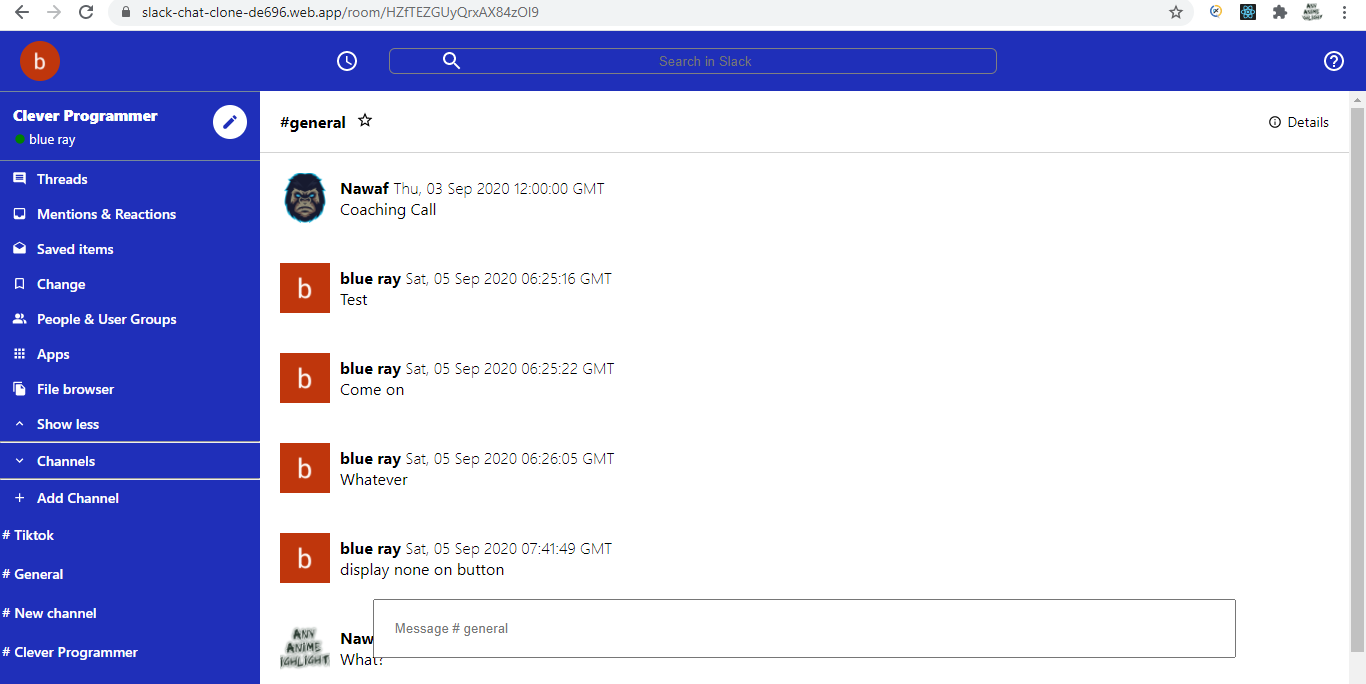 slack-chat-clone-de696.web.app/room/HZfTEZGUyQrxAX84zOl9
b
Search in Slack
Clever Programmer
blue ray
Threads
Mentions & Reactions
Saved items
Change
People & User Groups
Apps
File browser
Show less
Channels
Add Channel
# Tiktok
# General
# New channel
# Clever Programmer
#general
Details
Nawaf Thu, 03 Sep 2020 12:00:00 GMT
Coaching Call
b
blue ray Sat, 05 Sep 2020 06:25:16 GMT
Test
b
blue ray Sat, 05 Sep 2020 06:25:22 GMT
Come on
b
blue ray Sat, 05 Sep 2020 06:26:05 GMT
Whatever
b
blue ray Sat, 05 Sep 2020 07:41:49 GMT
display none on button
Message # general
ANY
ANIME
IGHLIGHT
Naw
What?